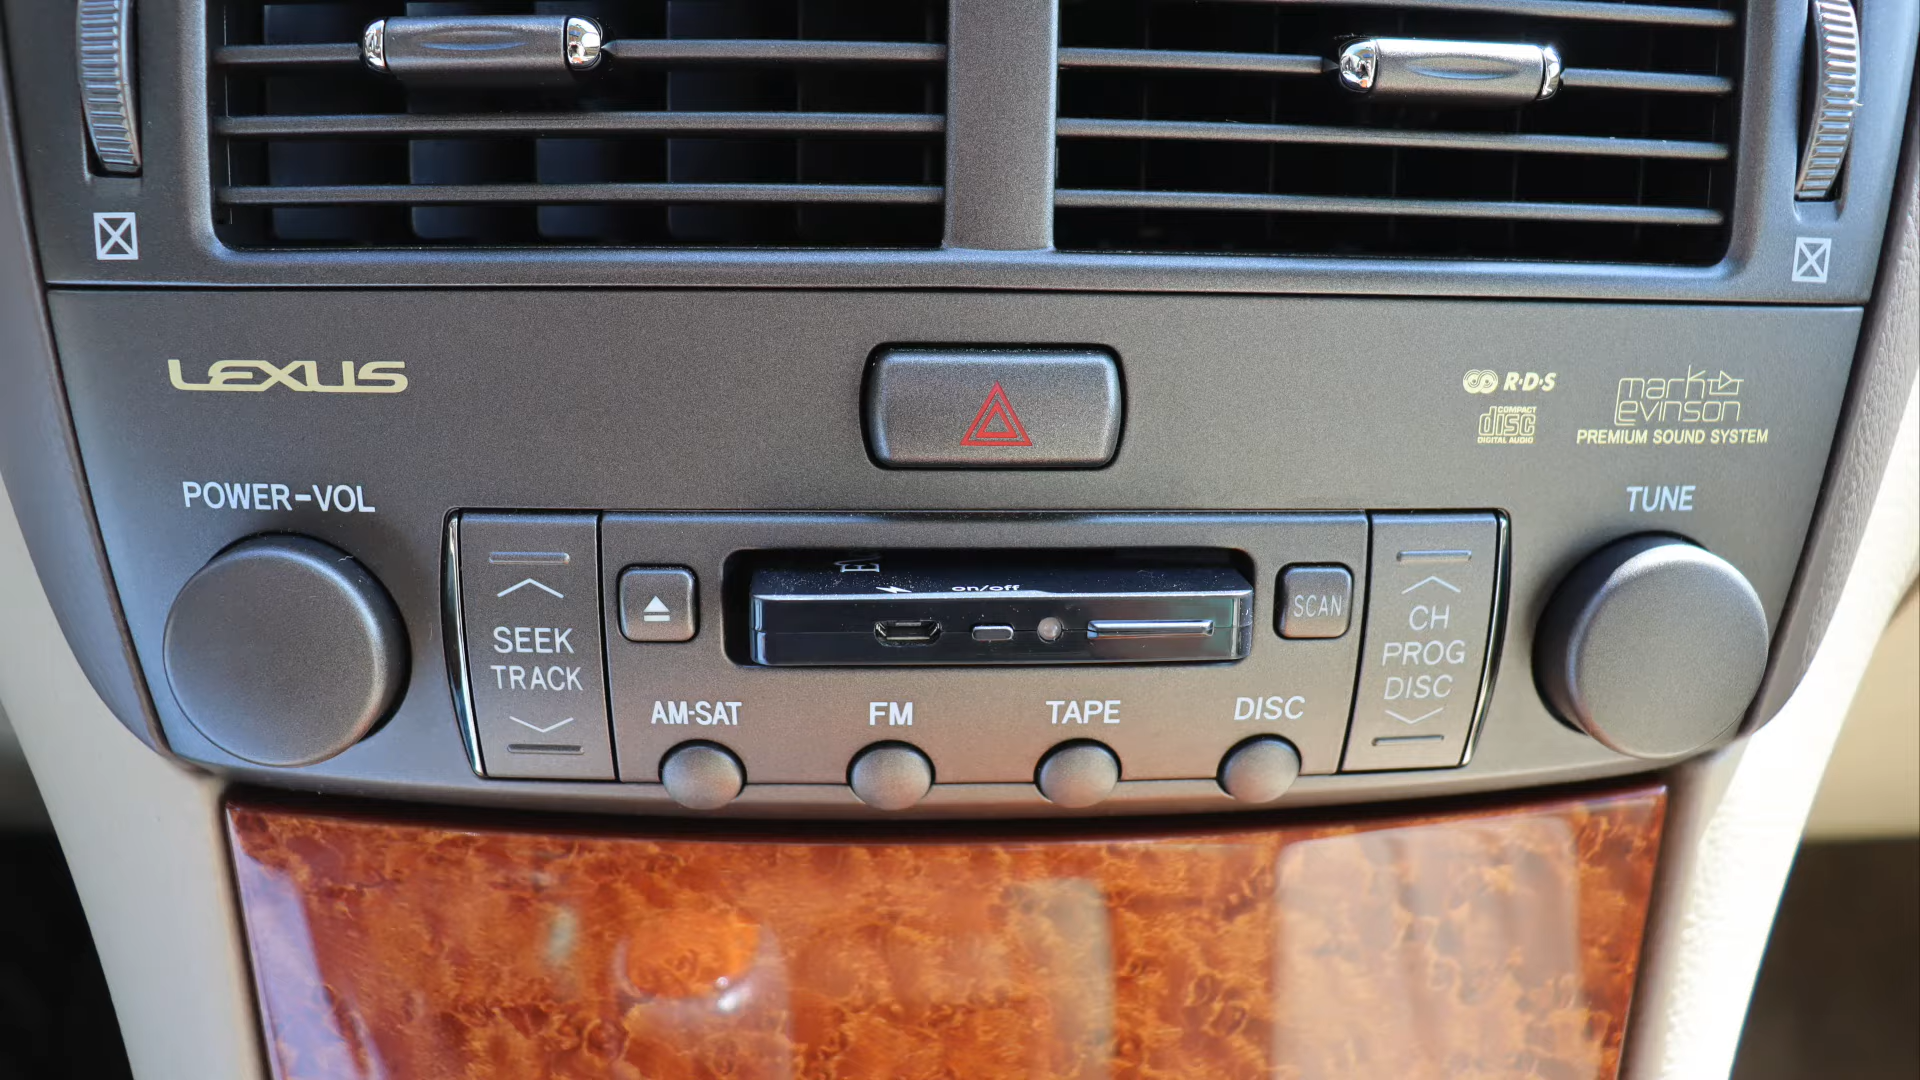 LEXUS
R·D·S
COMPACT
disc
DIGITAL AUDIO
mark
levinson
PREMIUM SOUND SYSTEM
POWER-VOL
TUNE
SEEK
TRACK
on/off
SCAN
CH
PROG
DISC
AM·SAT
FM
TAPE
DISC